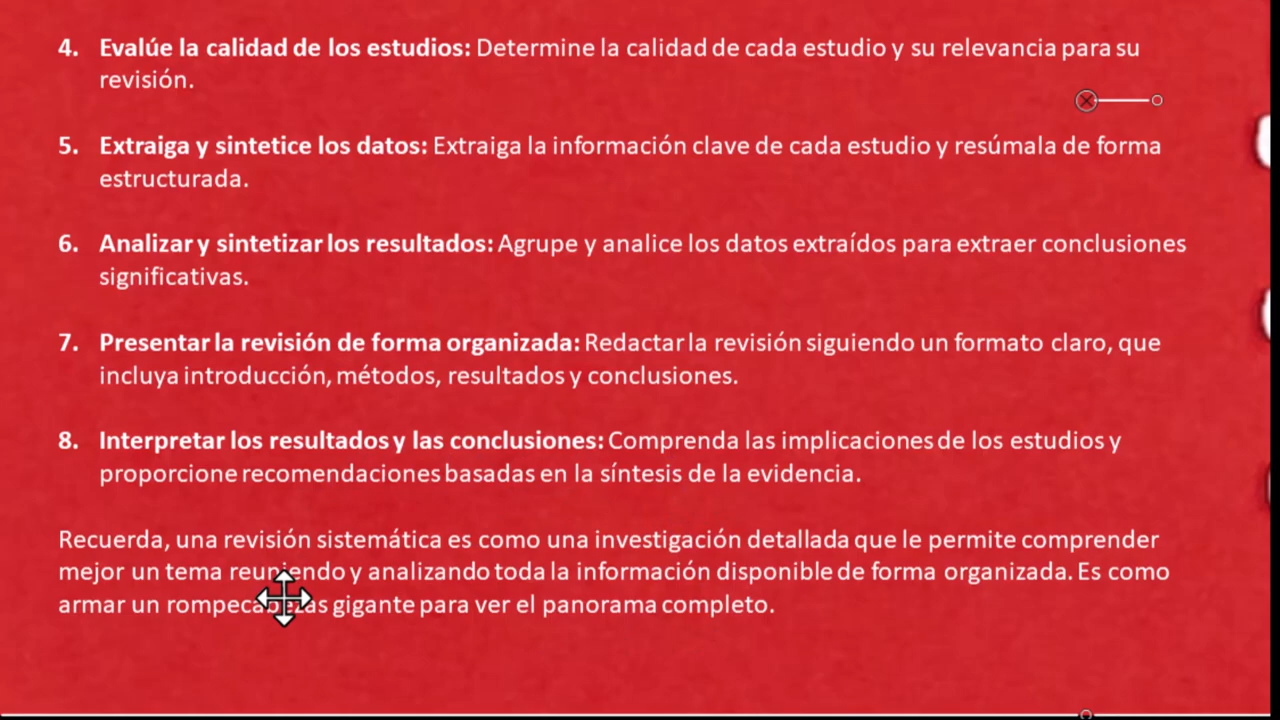 4. Evalúe la calidad de los estudios: Determine la calidad de cada estudio y su relevancia para su
revisión.
5. Extraiga y sintetice los datos: Extraiga la información clave de cada estudio y resúmala de forma
estructurada.
6. Analizar y sintetizar los resultados: Agrupe y analice los datos extraídos para extraer conclusiones
significativas.
7. Presentar la revisión de forma organizada: Redactar la revisión siguiendo un formato claro, que
incluya introducción, métodos, resultados y conclusiones.
8. Interpretar los resultados y las conclusiones: Comprenda las implicaciones de los estudios y
proporcione recomendaciones basadas en la síntesis de la evidencia.
Recuerda, una revisión sistemática es como una investigación detallada que le permite comprender
mejor un tema reuniendo y analizando toda la información disponible de forma organizada. Es como
armar un rompecabezas gigante para ver el panorama completo.